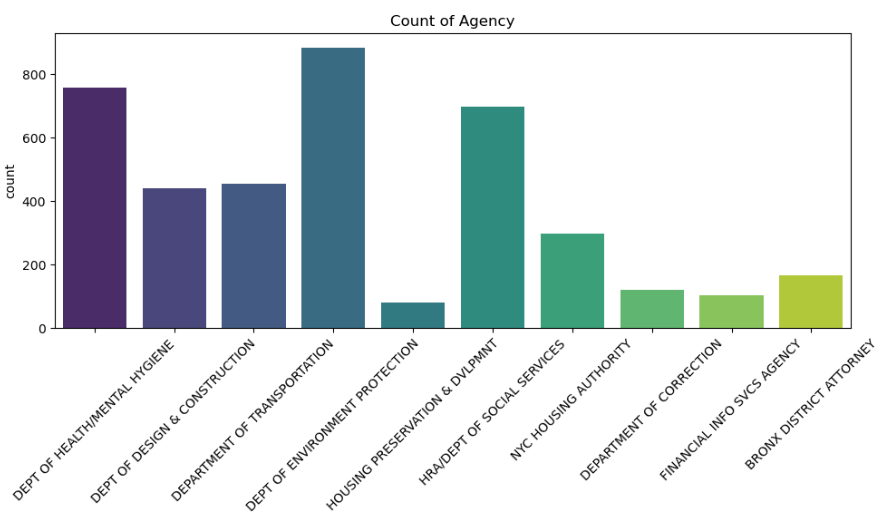 Count of Agency
count
800
600
400
200
0
DEPT OF HEALTH/MENTAL HYGIENE
DEPT OF DESIGN & CONSTRUCTION
DEPARTMENT OF TRANSPORTATION
DEPT OF ENVIRONMENT PROTECTION
HOUSING PRESERVATION & DVLPMNT
HRA/DEPT OF SOCIAL SERVICES
NYC HOUSING AUTHORITY
DEPARTMENT OF CORRECTION
FINANCIAL INFO SVCS AGENCY
BRONX DISTRICT ATTORNEY